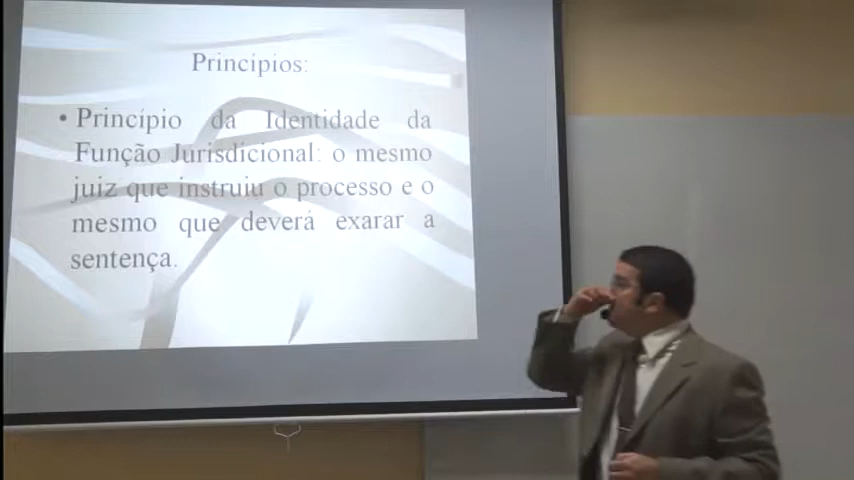 Princípios:
• Princípio da Identidade da
Função Jurisdicional: o mesmo
juiz que instruiu o processo e o
mesmo que deverá exarar a
sentença.